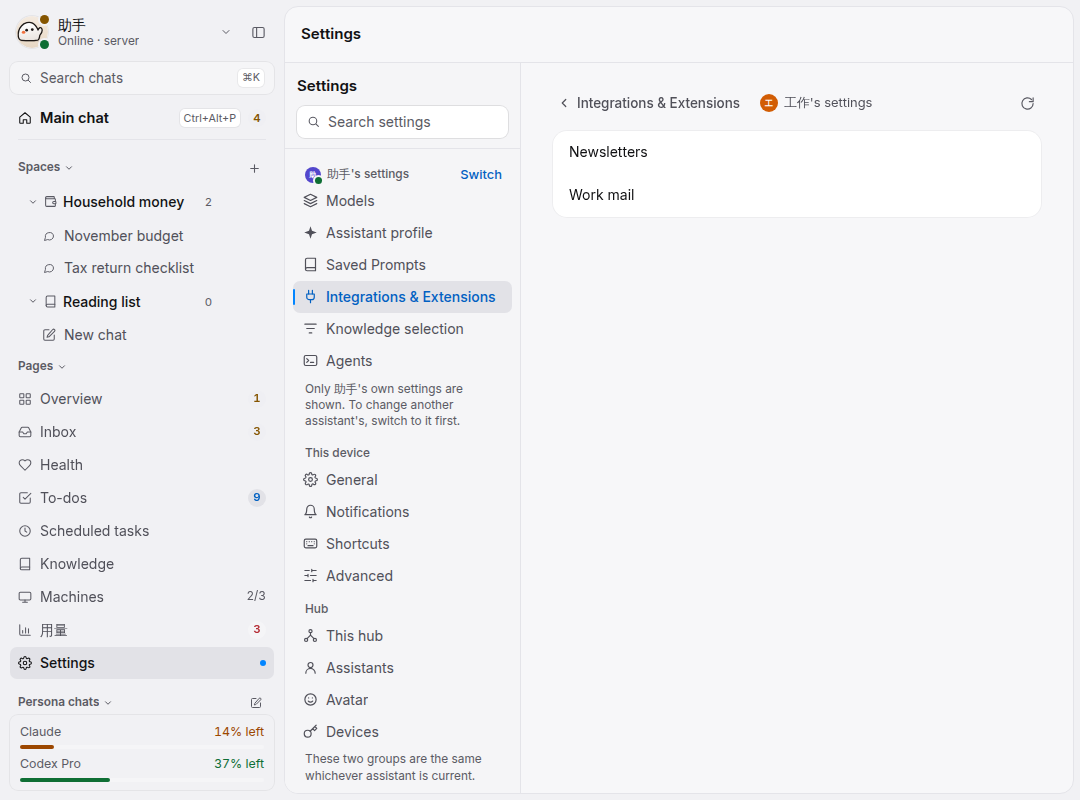 助手
Online · server
Search chats
⌘K
Main chat
Ctrl+Alt+P
4
Spaces
Household money
2
November budget
Tax return checklist
Reading list
0
New chat
Pages
Overview
1
Inbox
3
Health
To-dos
9
Scheduled tasks
Knowledge
Machines
2/3
用量
3
Settings
Persona chats
Claude
14% left
Codex Pro
37% left
Settings
Settings
Search settings
助手's settings
Switch
Models
Assistant profile
Saved Prompts
Integrations & Extensions
Knowledge selection
Agents
Only 助手's own settings are
shown. To change another
assistant's, switch to it first.
This device
General
Notifications
Shortcuts
Advanced
Hub
This hub
Assistants
Avatar
Devices
These two groups are the same
whichever assistant is current.
Integrations & Extensions
工
工作's settings
Newsletters
Work mail